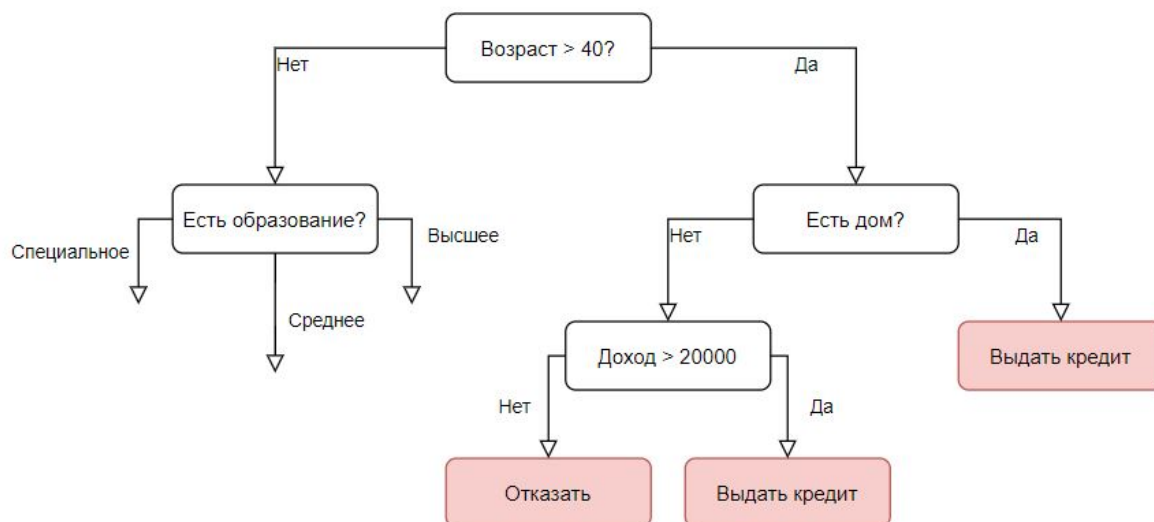 Возраст > 40?
Нет
Да
Есть образование?
Есть дом?
Специальное
Высшее
Нет
Да
Среднее
Доход > 20000
Выдать кредит
Нет
Да
Отказать
Выдать кредит